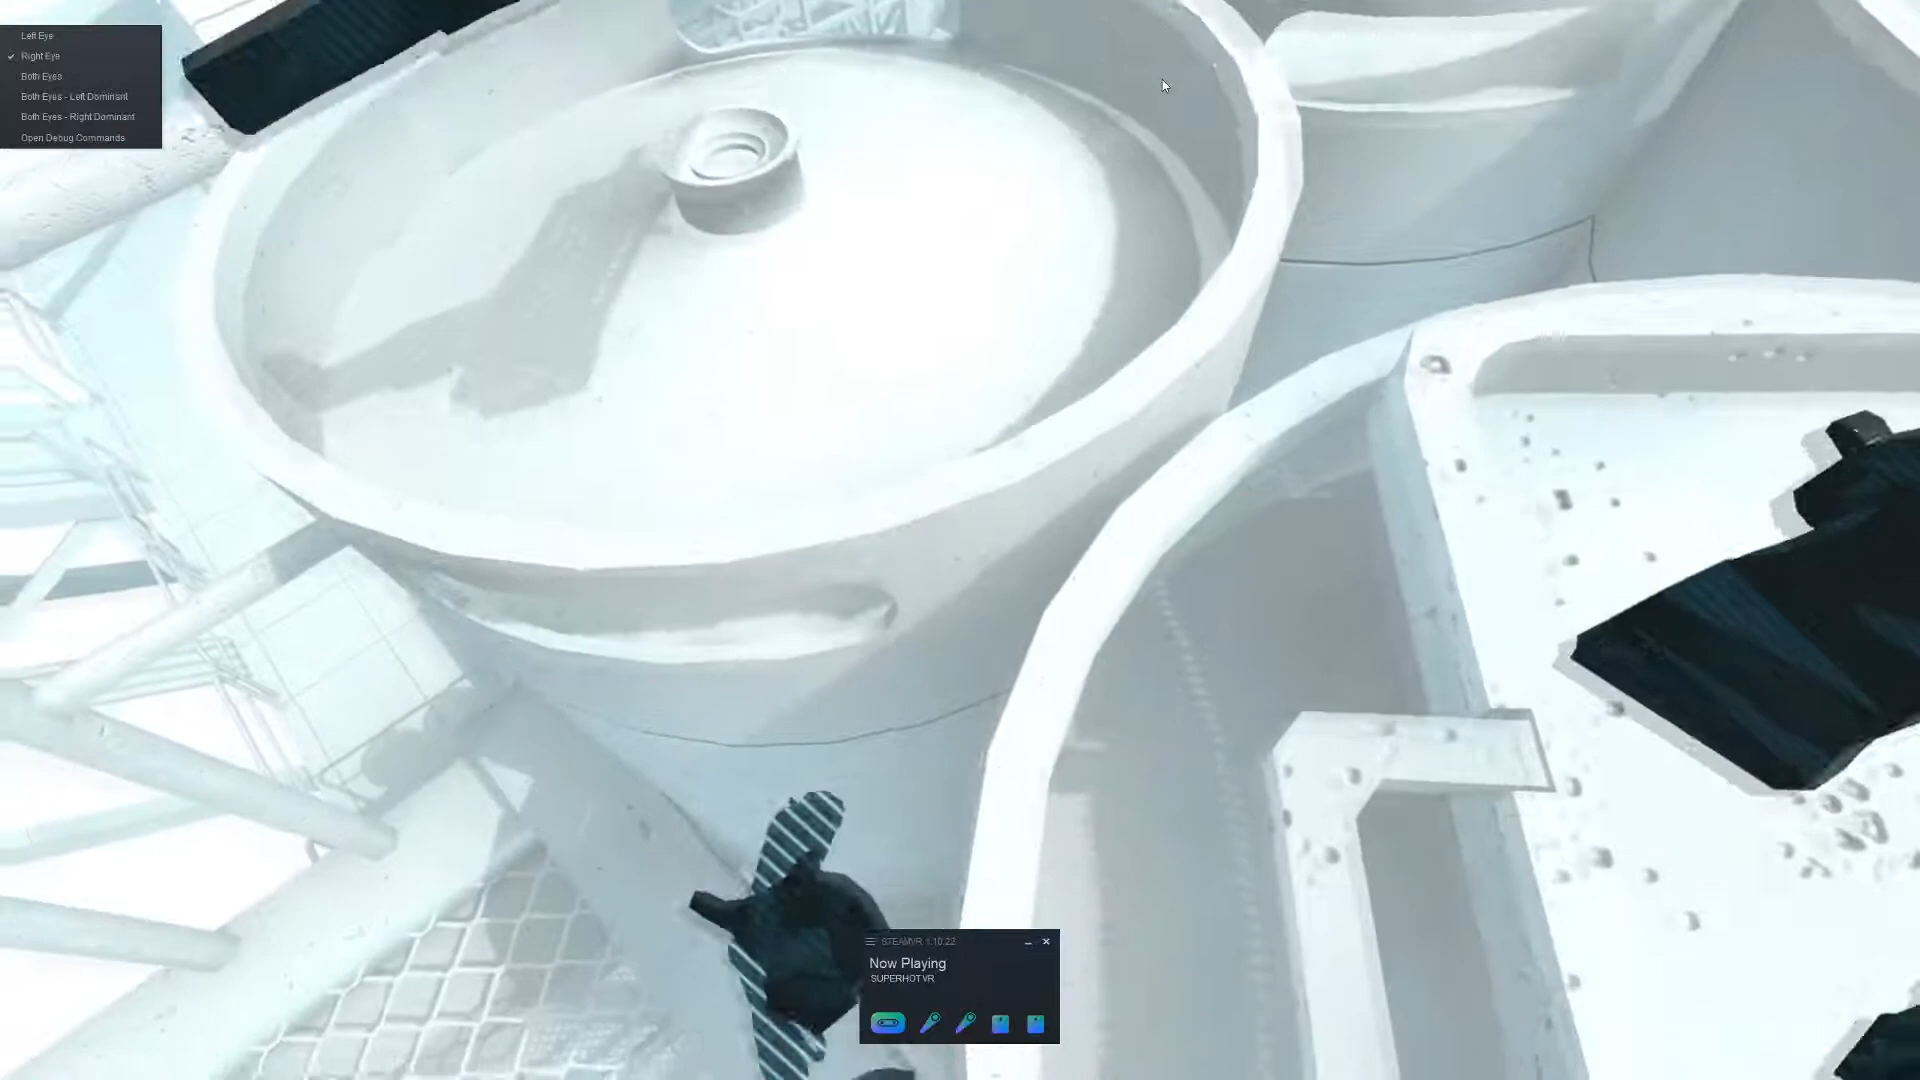 Left Eye
Right Eye
Both Eyes
Both Eyes - Left Dominant
Both Eyes - Right Dominant
Open Debug Commands
STEAMVR 1.10.22
Now Playing
SUPERHOT VR